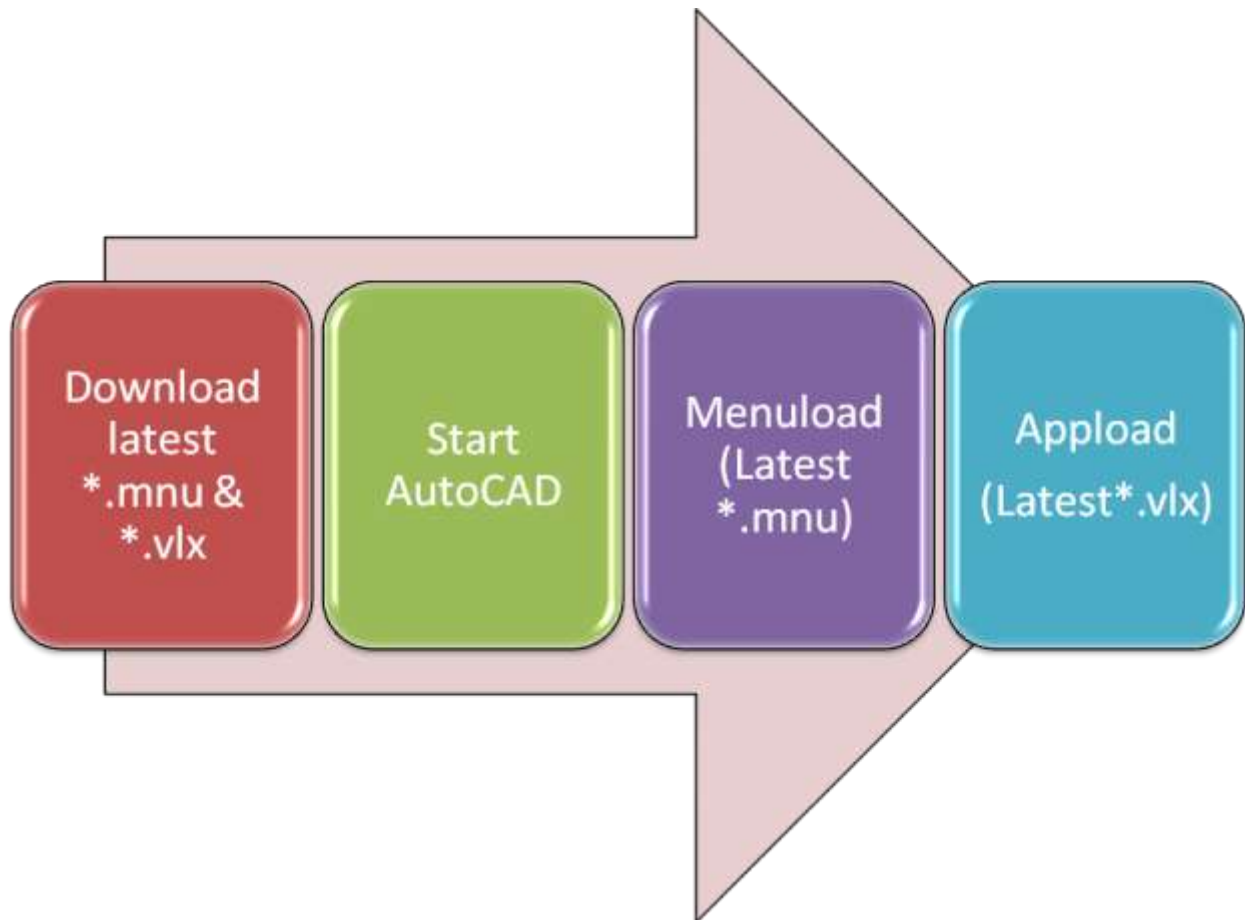 Download
latest
*.mnu &
*.vlx
Start
AutoCAD
Menuload
(Latest
*.mnu)
Appload
(Latest*.vlx)